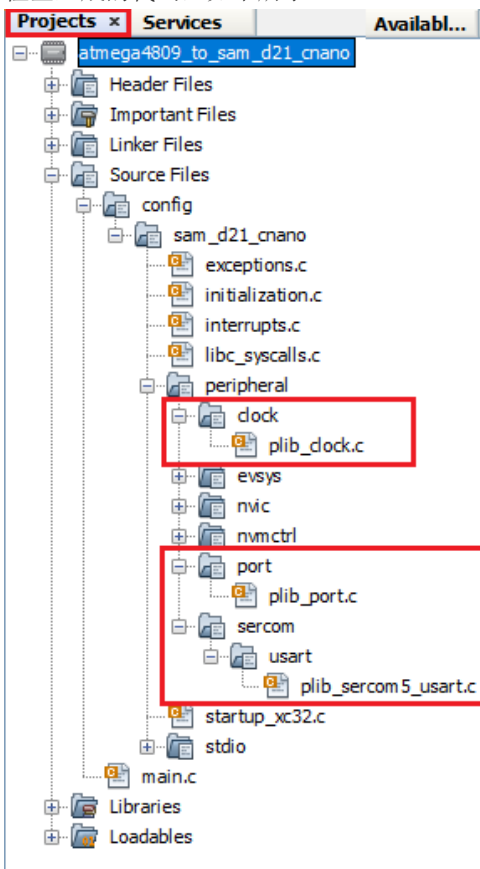 Projects × Services Availabl...
atmega4809_to_sam_d21_cnano
Header Files
Important Files
Linker Files
Source Files
config
sam_d21_cnano
exceptions.c
initialization.c
interrupts.c
libc_syscalls.c
peripheral
clock
plib_clock.c
evsys
nvic
nvmctrl
port
plib_port.c
sercom
usart
plib_sercom5_usart.c
startup_xc32.c
stdio
main.c
Libraries
Loadables